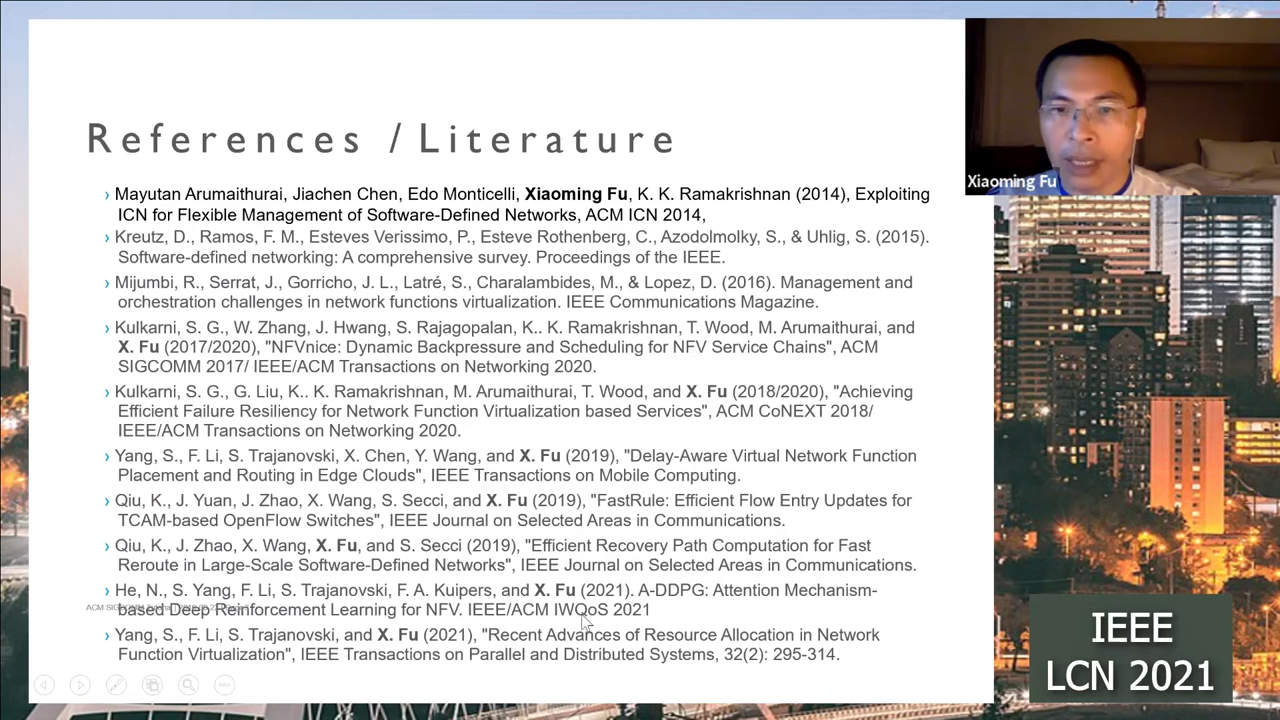 References / Literature
Xiaoming Fu
› Mayutan Arumaithurai, Jiachen Chen, Edo Monticelli, Xiaoming Fu, K. K. Ramakrishnan (2014), Exploiting
ICN for Flexible Management of Software-Defined Networks, ACM ICN 2014,
› Kreutz, D., Ramos, F. M., Esteves Verissimo, P., Esteve Rothenberg, C., Azodolmolky, S., & Uhlig, S. (2015).
Software-defined networking: A comprehensive survey. Proceedings of the IEEE.
› Mijumbi, R., Serrat, J., Gorricho, J. L., Latré, S., Charalambides, M., & Lopez, D. (2016). Management and
orchestration challenges in network functions virtualization. IEEE Communications Magazine.
› Kulkarni, S. G., W. Zhang, J. Hwang, S. Rajagopalan, K.. K. Ramakrishnan, T. Wood, M. Arumaithurai, and
X. Fu (2017/2020), "NFVnice: Dynamic Backpressure and Scheduling for NFV Service Chains", ACM
SIGCOMM 2017/ IEEE/ACM Transactions on Networking 2020.
› Kulkarni, S. G., G. Liu, K.. K. Ramakrishnan, M. Arumaithurai, T. Wood, and X. Fu (2018/2020), "Achieving
Efficient Failure Resiliency for Network Function Virtualization based Services", ACM CoNEXT 2018/
IEEE/ACM Transactions on Networking 2020.
› Yang, S., F. Li, S. Trajanovski, X. Chen, Y. Wang, and X. Fu (2019), "Delay-Aware Virtual Network Function
Placement and Routing in Edge Clouds", IEEE Transactions on Mobile Computing.
› Qiu, K., J. Yuan, J. Zhao, X. Wang, S. Secci, and X. Fu (2019), "FastRule: Efficient Flow Entry Updates for
TCAM-based OpenFlow Switches", IEEE Journal on Selected Areas in Communications.
› Qiu, K., J. Zhao, X. Wang, X. Fu, and S. Secci (2019), "Efficient Recovery Path Computation for Fast
Reroute in Large-Scale Software-Defined Networks", IEEE Journal on Selected Areas in Communications.
› He, N., S. Yang, F. Li, S. Trajanovski, F. A. Kuipers, and X. Fu (2021). A-DDPG: Attention Mechanism-
based Deep Reinforcement Learning for NFV. IEEE/ACM IWQoS 2021
› Yang, S., F. Li, S. Trajanovski, and X. Fu (2021), "Recent Advances of Resource Allocation in Network
Function Virtualization", IEEE Transactions on Parallel and Distributed Systems, 32(2): 295-314.
ACM SIGCOMM
IEEE
LCN 2021